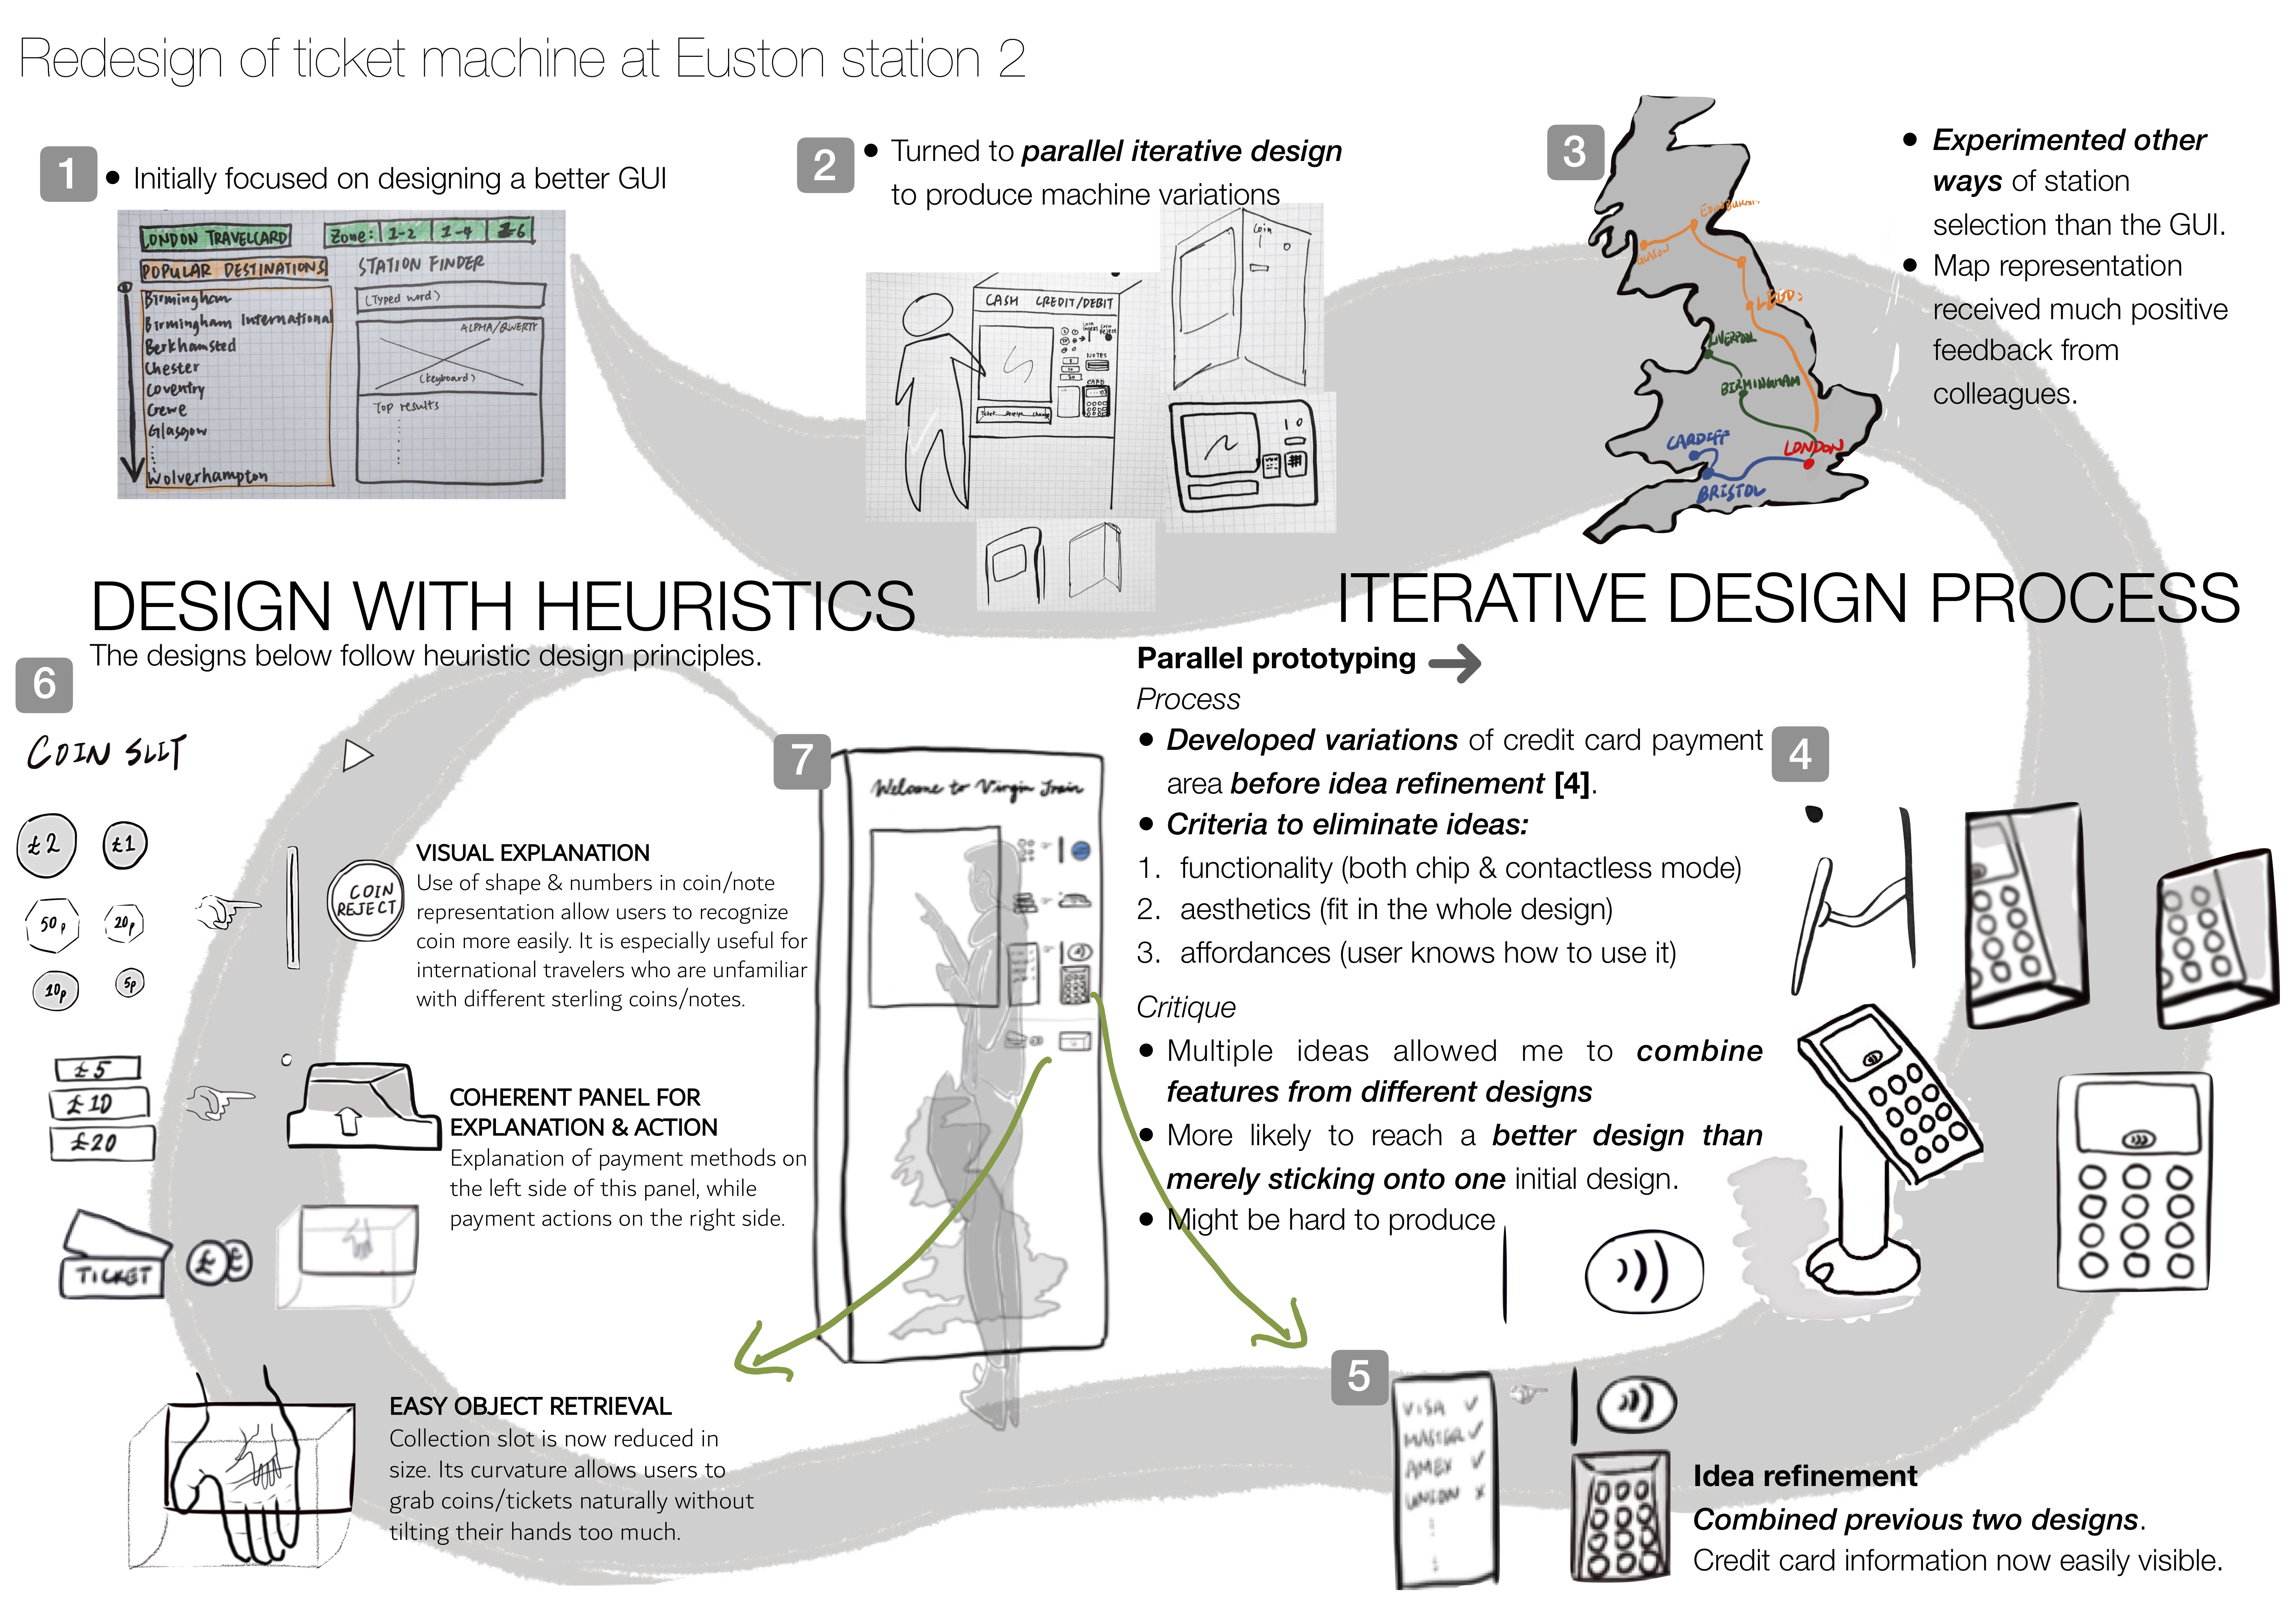 Redesign of ticket machine at Euston station 2
1
• Initially focused on designing a better GUI
LONDON TRAVELCARD
Zone: 1-2 1-4 1-6
POPULAR DESTINATIONS
STATION FINDER
Birmingham
Birmingham International
Berkhamsted
Chester
Coventry
Crewe
Glasgow
Wolverhampton
(Typed word)
ALPHA/QWERTY
(keyboard)
Top results
2
• Turned to parallel iterative design
to produce machine variations
CASH CREDIT/DEBIT
Coin Insert
Coin Reject
NOTES
CARD
Ticket Receipt Change
Coin
3
EDINBURGH
GLASGOW
LEEDS
LIVERPOOL
BIRMINGHAM
CARDIFF
LONDON
BRISTOL
• Experimented other
ways of station
selection than the GUI.
• Map representation
received much positive
feedback from
colleagues.
DESIGN WITH HEURISTICS
The designs below follow heuristic design principles.
ITERATIVE DESIGN PROCESS
Parallel prototyping
Process
• Developed variations of credit card payment
area before idea refinement [4].
• Criteria to eliminate ideas:
1. functionality (both chip & contactless mode)
2. aesthetics (fit in the whole design)
3. affordances (user knows how to use it)
Critique
• Multiple ideas allowed me to combine
features from different designs
• More likely to reach a better design than
merely sticking onto one initial design.
• Might be hard to produce
4
5
VISA ✓
MASTER ✓
AMEX ✓
UNION x
Idea refinement
Combined previous two designs.
Credit card information now easily visible.
6
COIN SLIT
£2
£1
50p
20p
10p
5p
COIN
REJECT
VISUAL EXPLANATION
Use of shape & numbers in coin/note
representation allow users to recognize
coin more easily. It is especially useful for
international travelers who are unfamiliar
with different sterling coins/notes.
£5
£10
£20
COHERENT PANEL FOR
EXPLANATION & ACTION
Explanation of payment methods on
the left side of this panel, while
payment actions on the right side.
TICKET
£ £
EASY OBJECT RETRIEVAL
Collection slot is now reduced in
size. Its curvature allows users to
grab coins/tickets naturally without
tilting their hands too much.
7
Welcome to Virgin Train